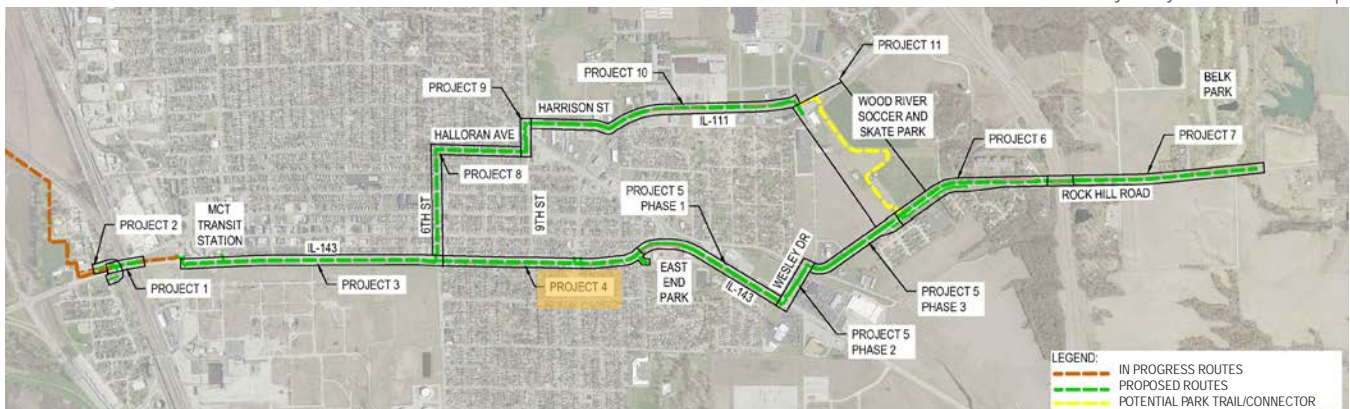 PROJECT 11
BELK
PARK
PROJECT 10
PROJECT 9
HARRISON ST
IL-111
WOOD RIVER
SOCCER AND
SKATE PARK
HALLORAN AVE
PROJECT 6
PROJECT 7
PROJECT 8
PROJECT 5
PHASE 1
ROCK HILL ROAD
6TH ST
9TH ST
MCT
TRANSIT
STATION
PROJECT 2
IL-143
WESLEY DR
EAST
END
PARK
PROJECT 1
PROJECT 3
PROJECT 4
IL-143
PROJECT 5
PHASE 3
PROJECT 5
PHASE 2
LEGEND:
IN PROGRESS ROUTES
PROPOSED ROUTES
POTENTIAL PARK TRAIL/CONNECTOR